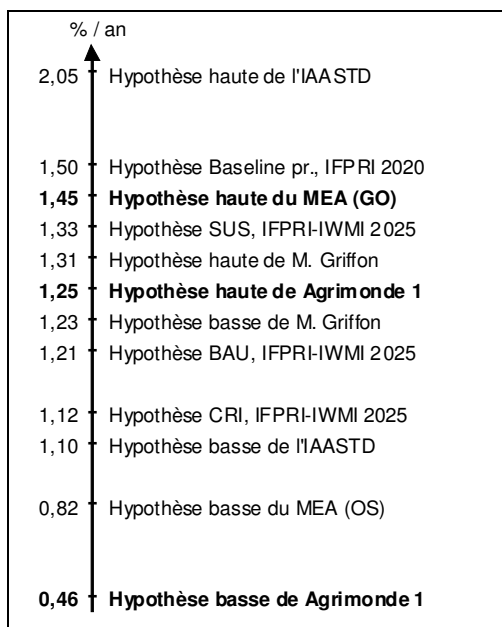 % / an
2,05 Hypothèse haute de l'IAASTD
1,50 Hypothèse Baseline pr., IFPRI 2020
1,45 Hypothèse haute du MEA (GO)
1,33 Hypothèse SUS, IFPRI-IWMI 2025
1,31 Hypothèse haute de M. Griffon
1,25 Hypothèse haute de Agrimonde 1
1,23 Hypothèse basse de M. Griffon
1,21 Hypothèse BAU, IFPRI-IWMI 2025
1,12 Hypothèse CRI, IFPRI-IWMI 2025
1,10 Hypothèse basse de l'IAASTD
0,82 Hypothèse basse du MEA (OS)
0,46 Hypothèse basse de Agrimonde 1